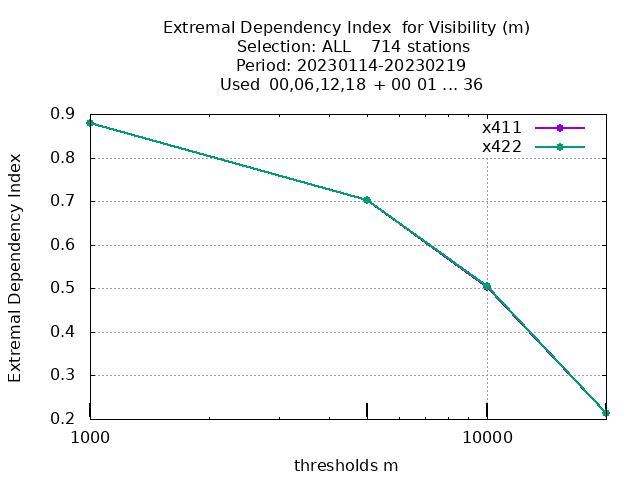 Extremal Dependency Index  for Visibility (m)
Selection: ALL    714 stations
Period: 20230114-20230219
Used  00,06,12,18  + 00 01 ... 36
x411
x422
Extremal Dependency Index
0.9
0.8
0.7
0.6
0.5
0.4
0.3
0.2
1000
10000
thresholds m